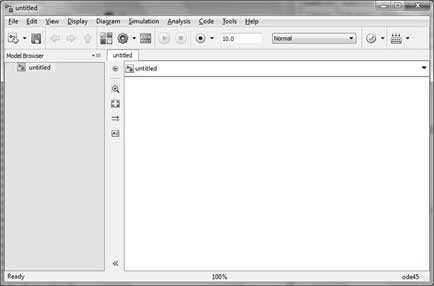 untitled
File Edit View Display Diagram Simulation Analysis Code Tools Help
10.0 Normal
Model Browser
untitled
untitled
untitled
Ready 100% ode45